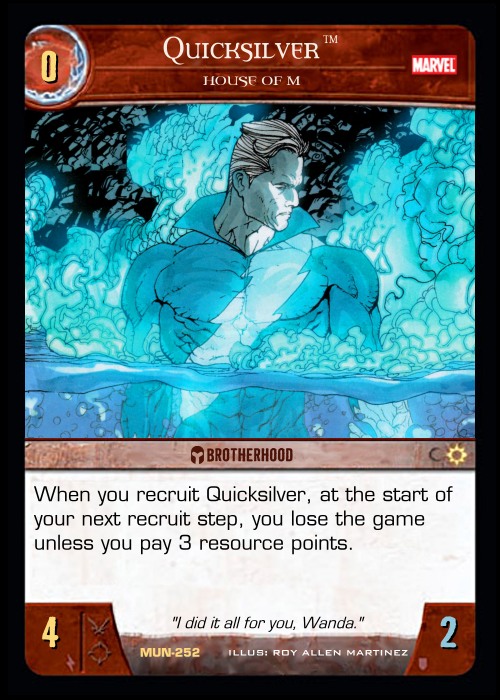 0
QUICKSILVER™
HOUSE OF M
MARVEL
BROTHERHOOD
C
When you recruit Quicksilver, at the start of
your next recruit step, you lose the game
unless you pay 3 resource points.
"I did it all for you, Wanda."
4
2
MUN-252 ILLUS: ROY ALLEN MARTINEZ